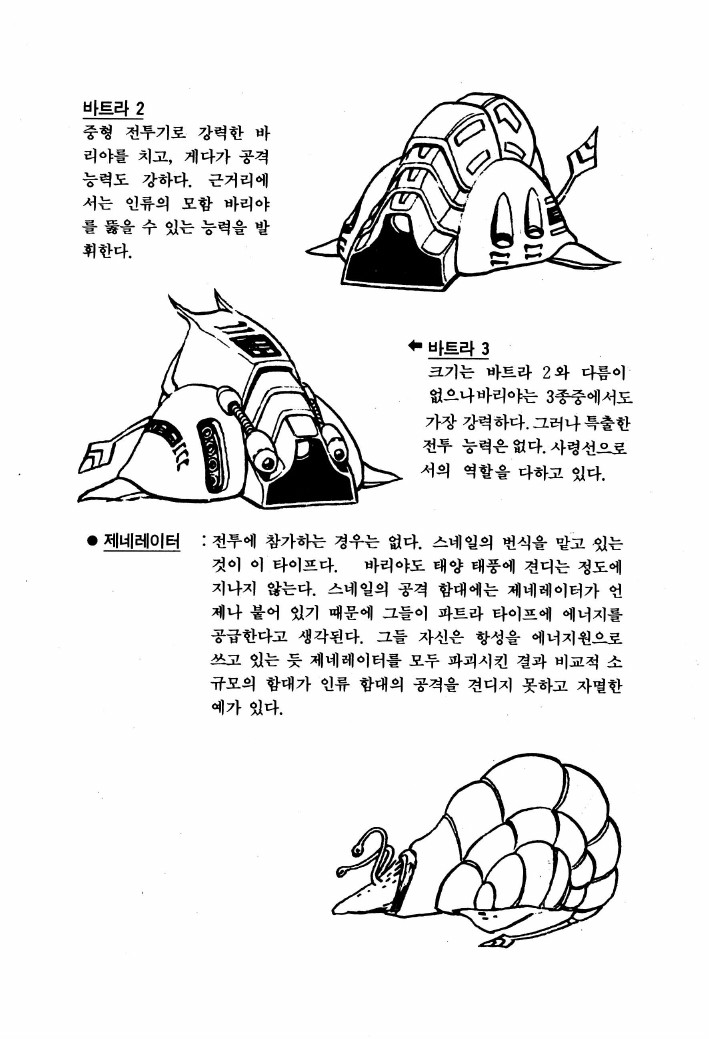 바트라 2
중형 전투기로 강력한 바
리야를 치고, 게다가 공격
능력도 강하다. 근거리에
서는 인류의 모함 바리야
를 뚫을 수 있는 능력을 발
휘한다.
⬅ 바트라 3
크기는 바트라 2와 다름이
없으나바리야는 3종중에서도
가장 강력하다. 그러나 특출한
전투 능력은 없다. 사령선으로
서의 역할을 다하고 있다.
● 제네레이터 : 전투에 참가하는 경우는 없다. 스네일의 번식을 맡고 있는
것이 이 타이프다. 바리야도 태양 태풍에 견디는 정도에
지나지 않는다. 스네일의 공격 함대에는 제네레이터가 언
제나 붙어 있기 때문에 그들이 파트라 타이프에 에너지를
공급한다고 생각된다. 그들 자신은 항성을 에너지원으로
쓰고 있는 듯 제네레이터를 모두 파괴시킨 결과 비교적 소
규모의 함대가 인류 함대의 공격을 견디지 못하고 자멸한
예가 있다.